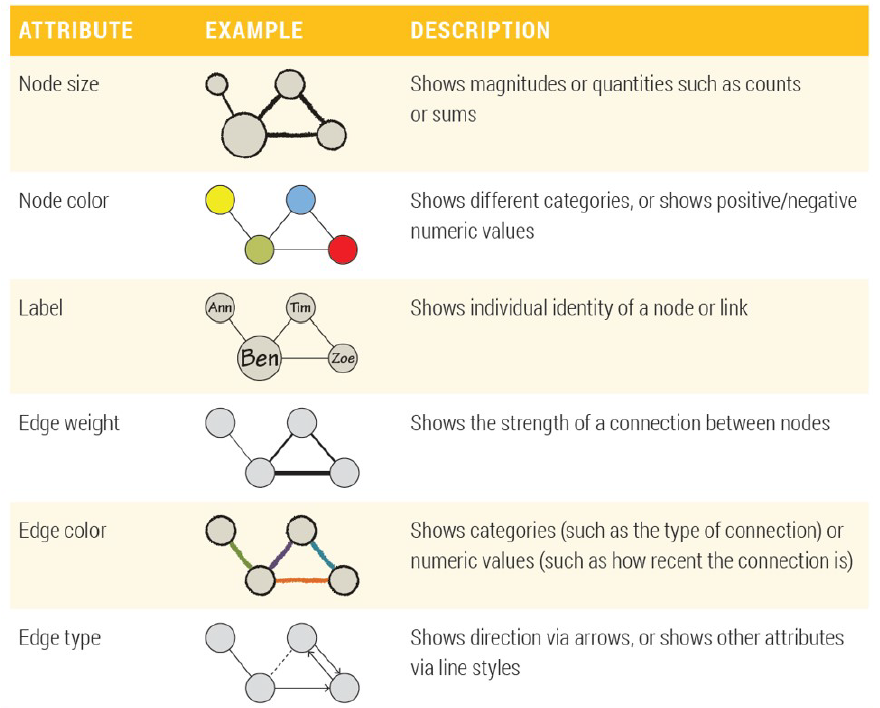 ATTRIBUTE EXAMPLE DESCRIPTION
Node size
Shows magnitudes or quantities such as counts
or sums
Node color
Shows different categories, or shows positive/negative
numeric values
Label
Ann
Tim
Ben
Zoe
Shows individual identity of a node or link
Edge weight
Shows the strength of a connection between nodes
Edge color
Shows categories (such as the type of connection) or
numeric values (such as how recent the connection is)
Edge type
Shows direction via arrows, or shows other attributes
via line styles